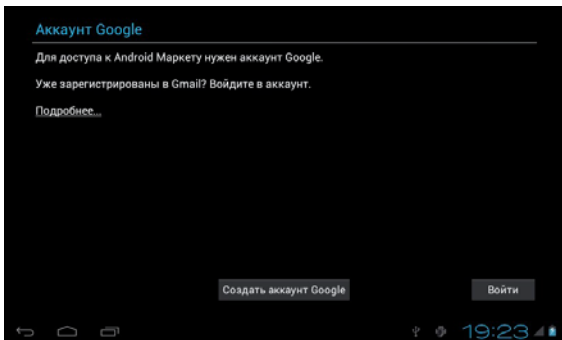 Аккаунт Google
Для доступа к Android Маркету нужен аккаунт Google.
Уже зарегистрированы в Gmail? Войдите в аккаунт.
Подробнее...
Создать аккаунт Google
Войти
19:23